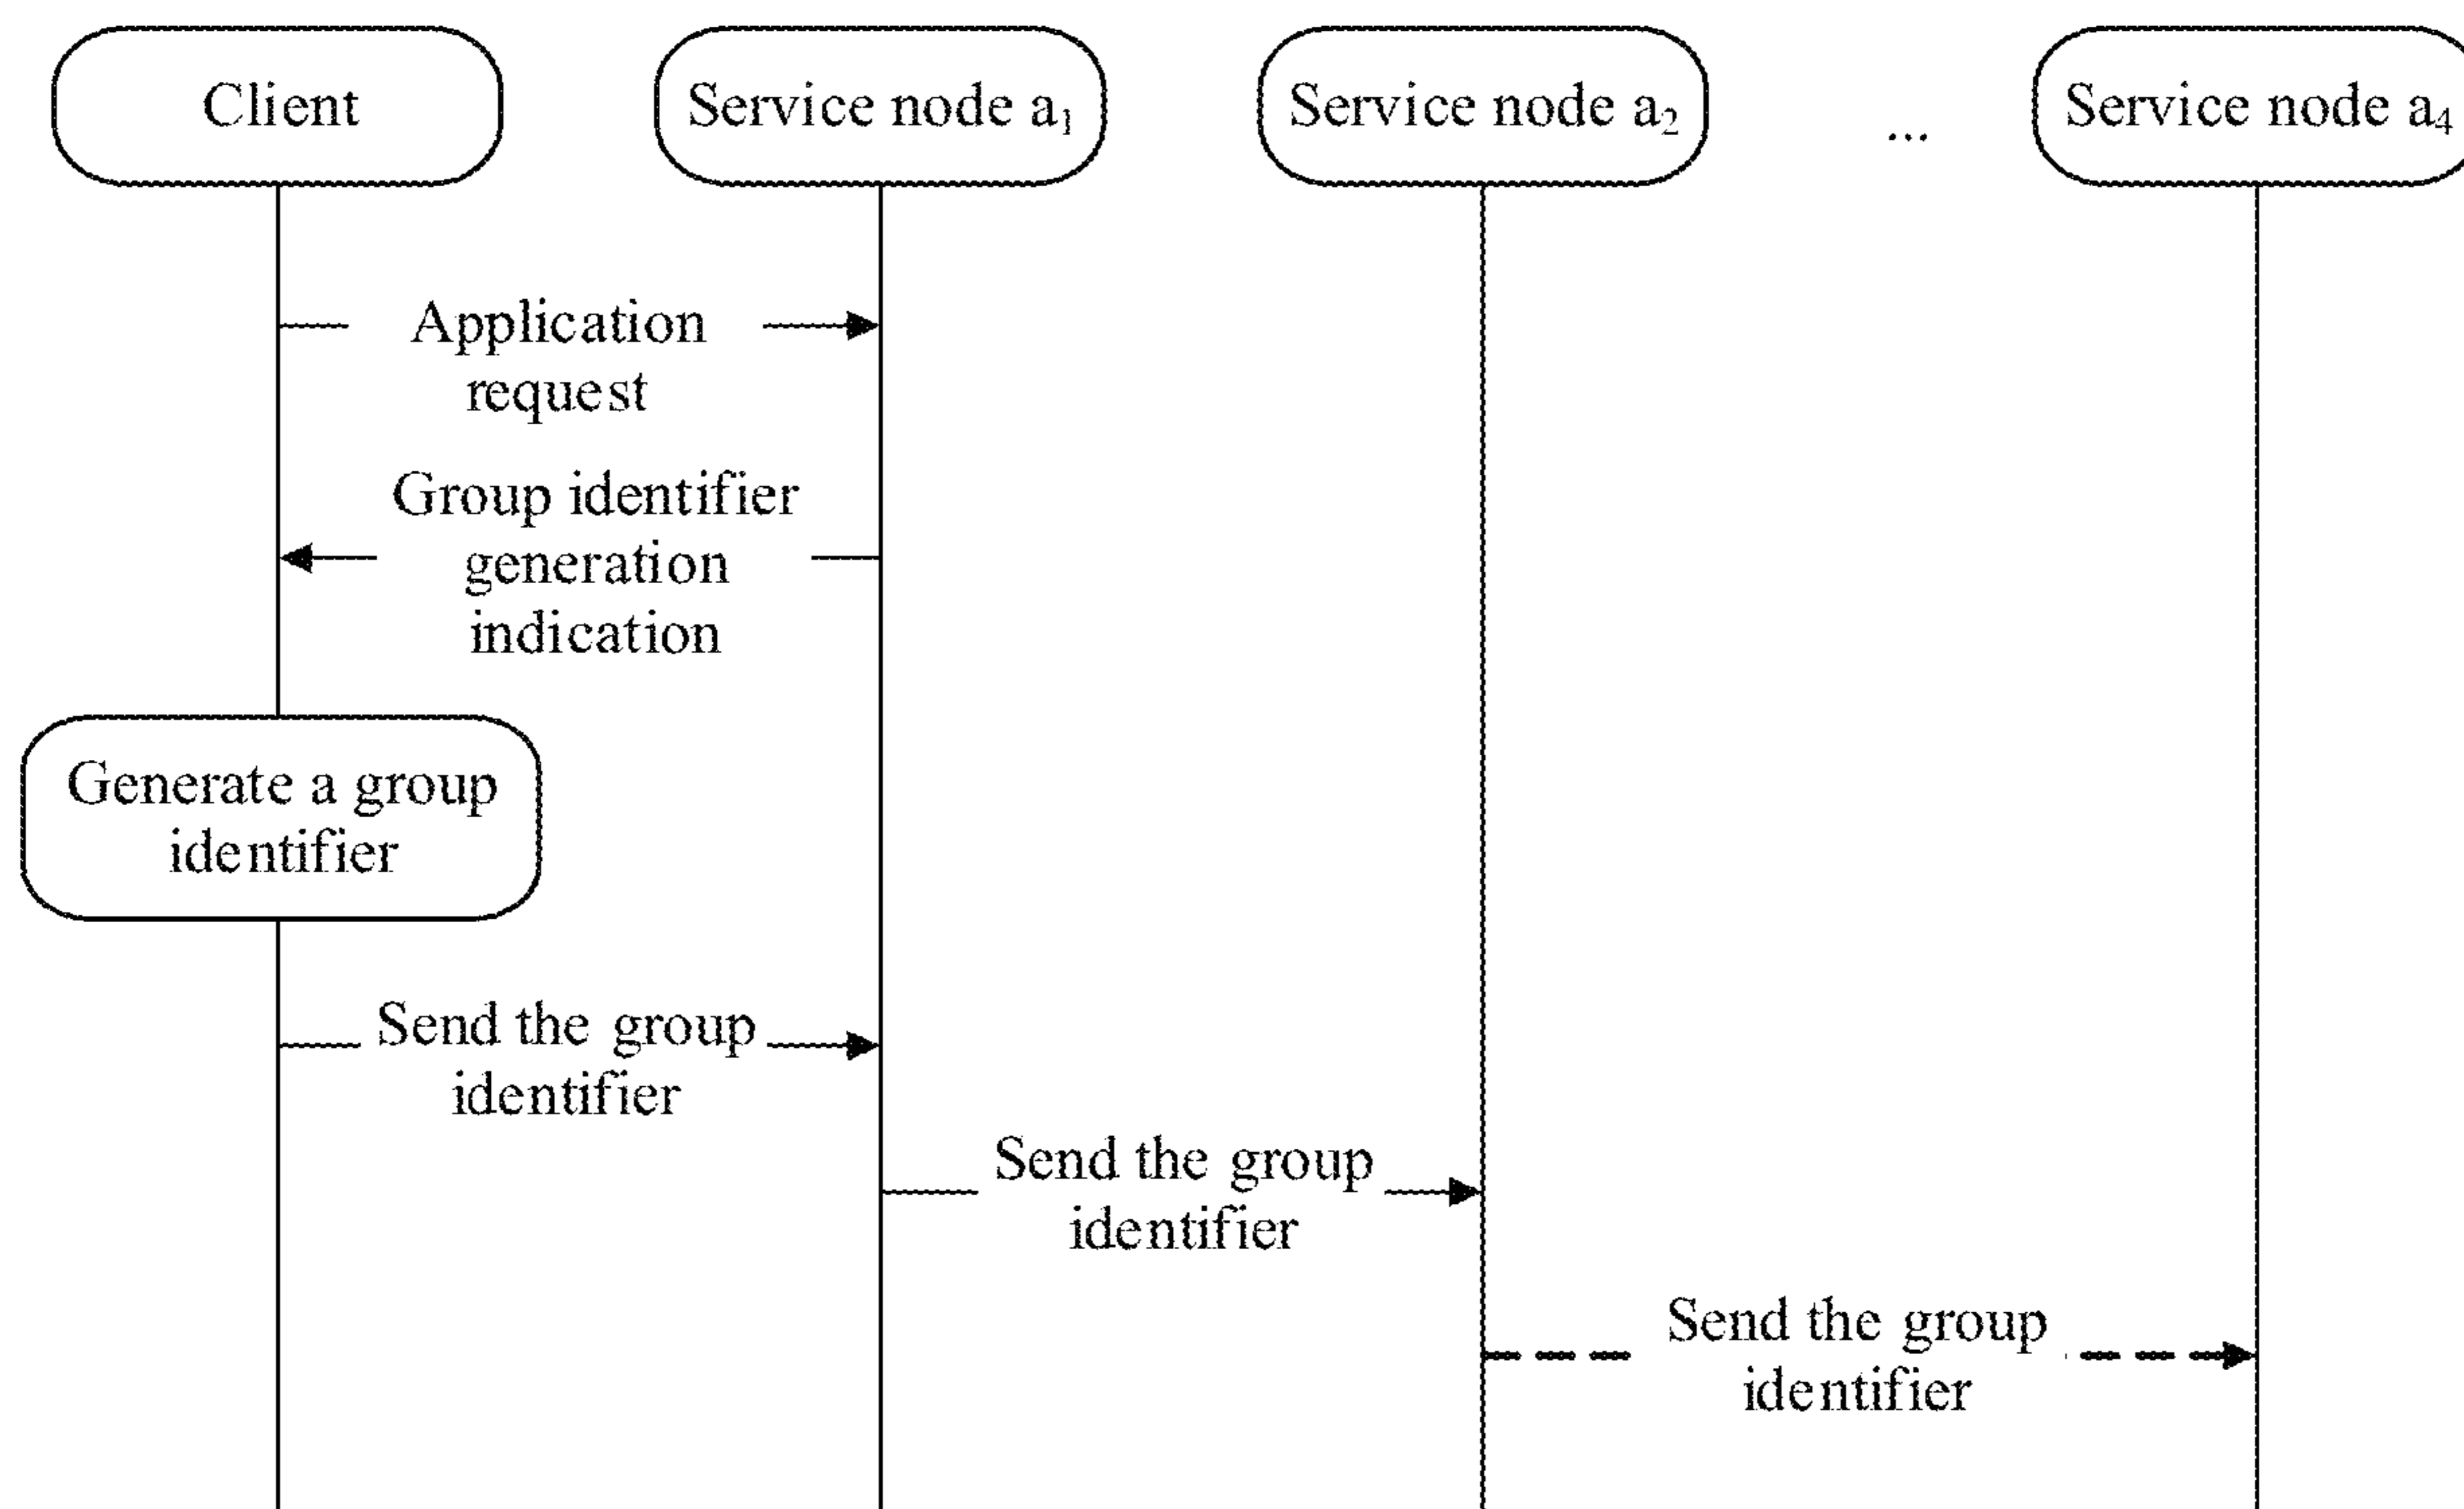 Client
Service node a₁
Service node a₂
...
Service node a₄
Application
request
Group identifier
generation
indication
Generate a group
identifier
Send the group
identifier
Send the group
identifier
Send the group
identifier